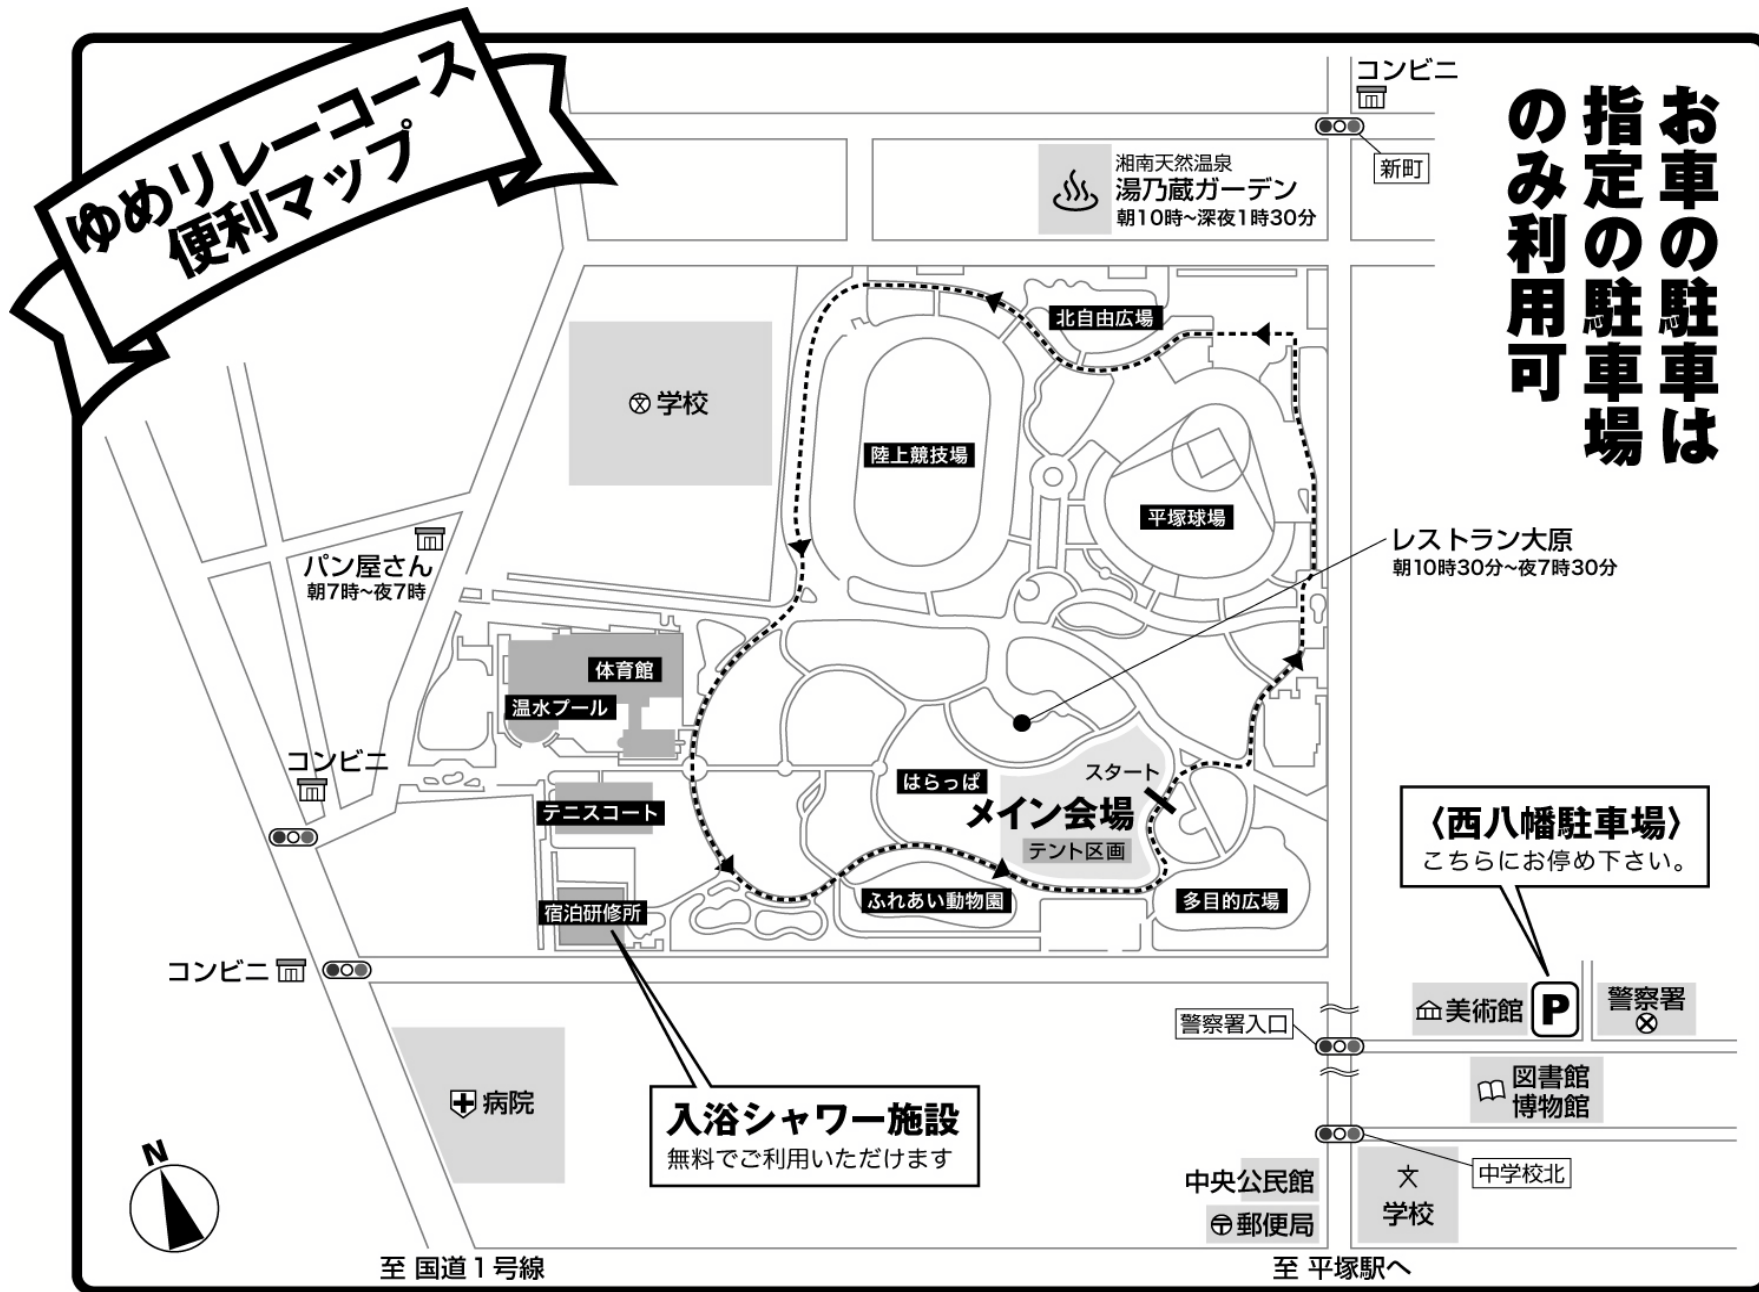 ゆめリレーコース
便利マップ
お車の駐車は
指定の駐車場
のみ利用可
コンビニ
新町
湘南天然温泉
湯乃蔵ガーデン
朝10時~深夜1時30分
北自由広場
学校
陸上競技場
平塚球場
レストラン大原
朝10時30分~夜7時30分
パン屋さん
朝7時~夜7時
体育館
温水プール
コンビニ
はらっぱ
スタート
メイン会場
テント区画
テニスコート
〈西八幡駐車場〉
こちらにお停め下さい。
ふれあい動物園
多目的広場
宿泊研修所
コンビニ
美術館
P
警察署
警察署入口
図書館
博物館
病院
入浴シャワー施設
無料でご利用いただけます
中学校北
中央公民館
郵便局
文
学校
N
至 国道1号線
至 平塚駅へ